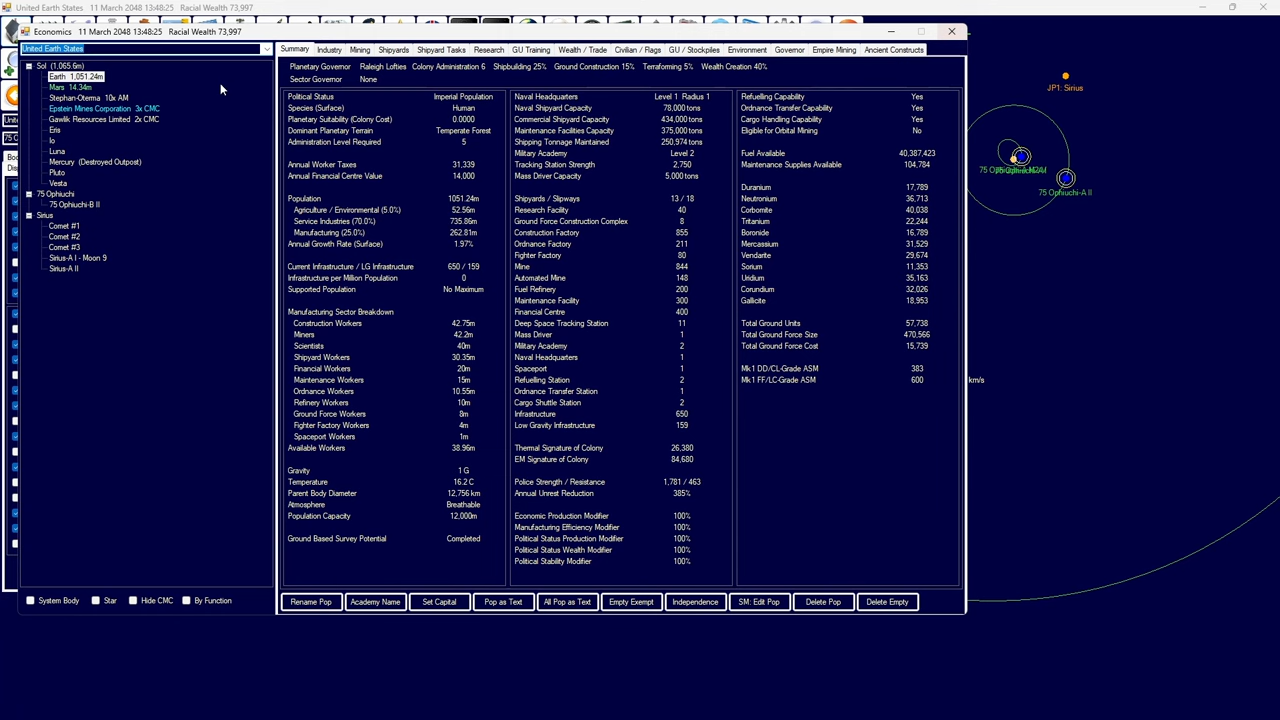 United Earth States    11 March 2048 13:48:25    Racial Wealth 73,997
Economics    11 March 2048 13:48:25    Racial Wealth 73,997
United Earth States
Sol (1,065.6m)
Earth 1,051.24m
Mars 14.34m
Stephan-Oterma 10x AM
Epstein Mines Corporation 3x CMC
Gawlik Resources Limited 2x CMC
Eris
Io
Luna
Mercury (Destroyed Outpost)
Pluto
Vesta
75 Ophiuchi
75 Ophiuchi-B II
Sirius
Comet #1
Comet #2
Comet #3
Sirius-A I - Moon 9
Sirius-A II
System Body    Star    Hide CMC    By Function
Summary    Industry    Mining    Shipyards    Shipyard Tasks    Research    GU Training    Wealth / Trade    Civilian / Flags    GU / Stockpiles    Environment    Governor    Empire Mining    Ancient Constructs
Planetary Governor    Raleigh Lofties    Colony Administration 6    Shipbuilding 25%    Ground Construction 15%    Terraforming 5%    Wealth Creation 40%
Sector Governor    None
Political Status    Imperial Population
Species (Surface)    Human
Planetary Suitability (Colony Cost)    0.0000
Dominant Planetary Terrain    Temperate Forest
Administration Level Required    5
Annual Worker Taxes    31,339
Annual Financial Centre Value    14,000
Population    1051.24m
Agriculture / Environmental (5.0%)    52.56m
Service Industries (70.0%)    735.86m
Manufacturing (25.0%)    262.81m
Annual Growth Rate (Surface)    1.97%
Current Infrastructure / LG Infrastructure    650 / 159
Infrastructure per Million Population    0
Supported Population    No Maximum
Manufacturing Sector Breakdown
Construction Workers    42.75m
Miners    42.2m
Scientists    40m
Shipyard Workers    30.35m
Financial Workers    20m
Maintenance Workers    15m
Ordnance Workers    10.55m
Refinery Workers    10m
Ground Force Workers    8m
Fighter Factory Workers    4m
Spaceport Workers    1m
Available Workers    38.96m
Gravity    1 G
Temperature    16.2 C
Parent Body Diameter    12,756 km
Atmosphere    Breathable
Population Capacity    12,000m
Ground Based Survey Potential    Completed
Naval Headquarters    Level 1 Radius 1
Naval Shipyard Capacity    78,000 tons
Commercial Shipyard Capacity    434,000 tons
Maintenance Facilities Capacity    375,000 tons
Shipping Tonnage Maintained    250,974 tons
Military Academy    Level 2
Tracking Station Strength    2,750
Mass Driver Capacity    5,000 tons
Shipyards / Slipways    13 / 18
Research Facility    40
Ground Force Construction Complex    8
Construction Factory    855
Ordnance Factory    211
Fighter Factory    80
Mine    844
Automated Mine    148
Fuel Refinery    200
Maintenance Facility    300
Financial Centre    400
Deep Space Tracking Station    11
Mass Driver    1
Military Academy    2
Naval Headquarters    1
Spaceport    1
Refuelling Station    2
Ordnance Transfer Station    1
Cargo Shuttle Station    2
Infrastructure    650
Low Gravity Infrastructure    159
Thermal Signature of Colony    26,380
EM Signature of Colony    84,680
Police Strength / Resistance    1,781 / 463
Annual Unrest Reduction    385%
Economic Production Modifier    100%
Manufacturing Efficiency Modifier    100%
Political Status Production Modifier    100%
Political Status Wealth Modifier    100%
Political Stability Modifier    100%
Refuelling Capability    Yes
Ordnance Transfer Capability    Yes
Cargo Handling Capability    Yes
Eligible for Orbital Mining    No
Fuel Available    40,387,423
Maintenance Supplies Available    104,784
Duranium    17,789
Neutronium    36,713
Corbomite    40,038
Tritanium    22,244
Boronide    16,789
Mercassium    31,529
Vendarite    29,674
Sorium    11,353
Uridium    35,163
Corundium    32,026
Gallicite    18,953
Total Ground Units    57,738
Total Ground Force Size    470,566
Total Ground Force Cost    15,739
Mk1 DD/CL-Grade ASM    383
Mk1 FF/LC-Grade ASM    600
Rename Pop    Academy Name    Set Capital    Pop as Text    All Pop as Text    Empty Exempt    Independence    SM: Edit Pop    Delete Pop    Delete Empty
JP1: Sirius
75 Ophiuchi-A II
km/s